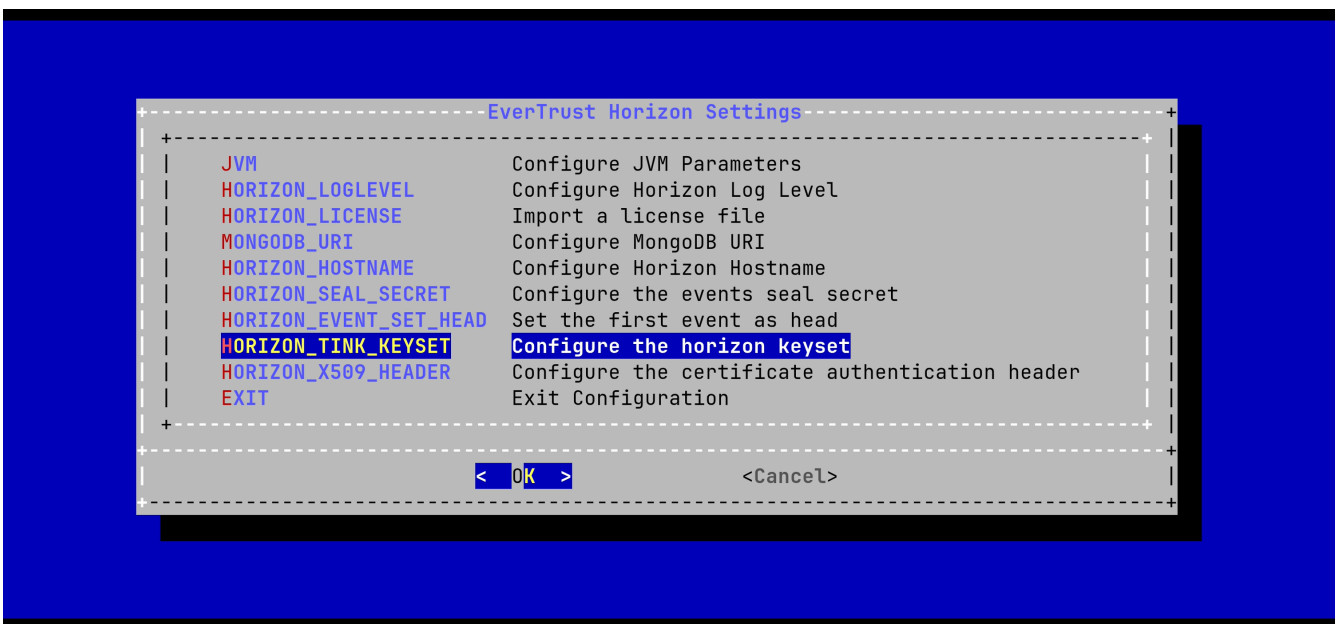 EverTrust Horizon Settings
JVM Configure JVM Parameters
HORIZON_LOGLEVEL Configure Horizon Log Level
HORIZON_LICENSE Import a license file
MONGODB_URI Configure MongoDB URI
HORIZON_HOSTNAME Configure Horizon Hostname
HORIZON_SEAL_SECRET Configure the events seal secret
HORIZON_EVENT_SET_HEAD Set the first event as head
HORIZON_TINK_KEYSET Configure the horizon keyset
HORIZON_X509_HEADER Configure the certificate authentication header
EXIT Exit Configuration
< OK > <Cancel>